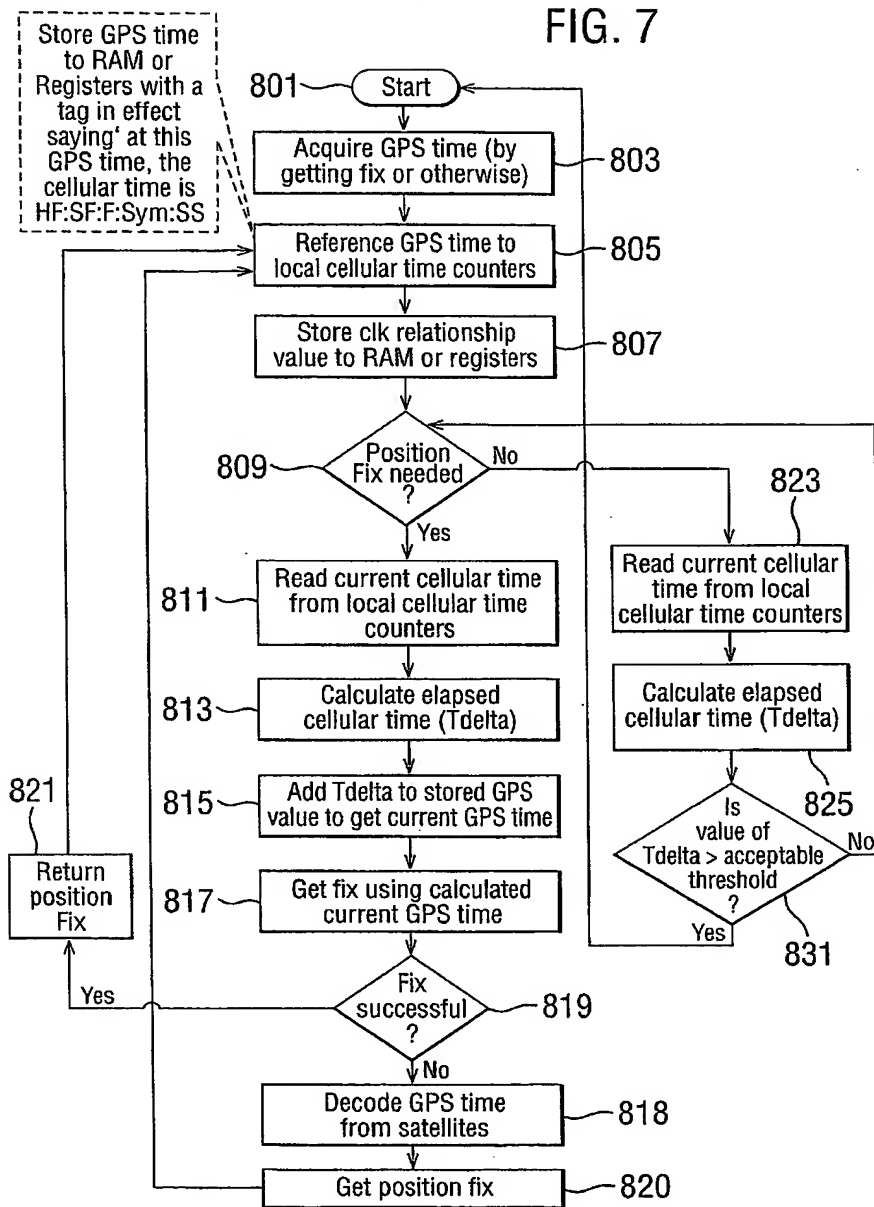 FIG. 7
Store GPS time
to RAM or
Registers with a
tag in effect
saying‘ at this
GPS time, the
cellular time is
HF:SF:F:Sym:SS
801
Start
Acquire GPS time (by
getting fix or otherwise)
803
Reference GPS time to
local cellular time counters
805
Store clk relationship
value to RAM or registers
807
809
Position
Fix needed
?
No
Yes
811
Read current cellular time
from local cellular time
counters
813
Calculate elapsed
cellular time (Tdelta)
815
Add Tdelta to stored GPS
value to get current GPS time
817
Get fix using calculated
current GPS time
Fix
successful
?
819
Yes
No
821
Return
position
Fix
Decode GPS time
from satellites
818
Get position fix
820
823
Read current cellular
time from local
cellular time counters
Calculate elapsed
cellular time (Tdelta)
825
Is
value of
Tdelta > acceptable
threshold
?
No
Yes
831